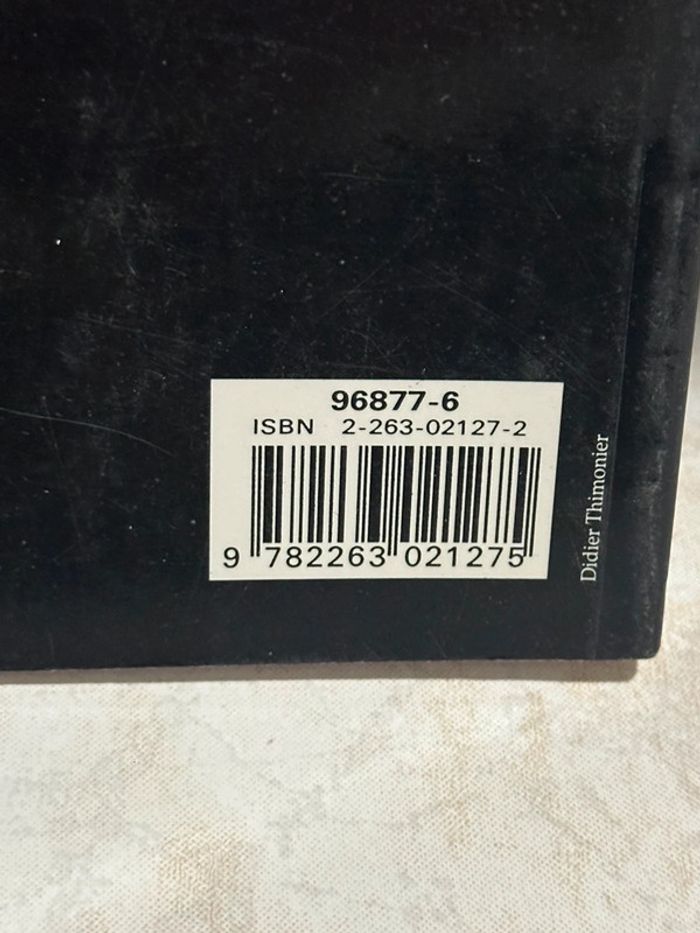 96877-6
ISBN 2-263-02127-2
9 782263 021275
Didier Thimonier